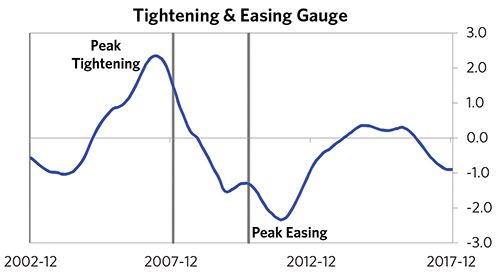 Tightening & Easing Gauge
Peak
Tightening
3.0
2.0
1.0
0.0
-1.0
-2.0
-3.0
Peak Easing
2002-12
2007-12
2012-12
2017-12